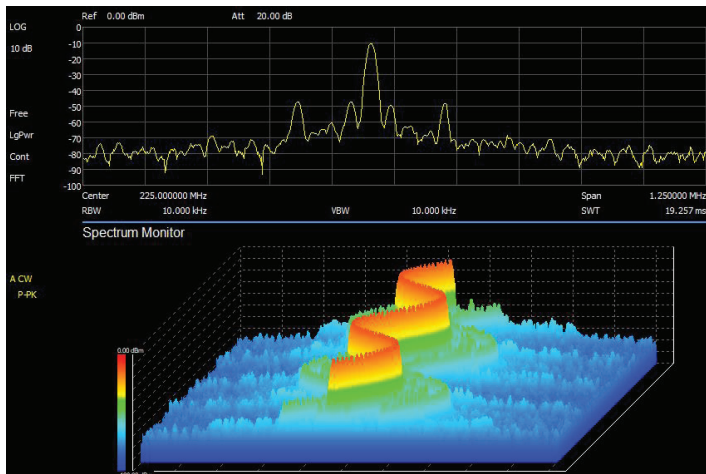 Ref 0.00 dBm Att 20.00 dB
LOG
10 dB
0
-10
-20
-30
-40
-50
-60
-70
-80
-90
-100
Free
LgPwr
Cont
FFT
Center 225.000000 MHz Span 1.250000 MHz
RBW 10.000 kHz VBW 10.000 kHz SWT 19.257 ms
Spectrum Monitor
A CW
P-PK
0.00 dBm